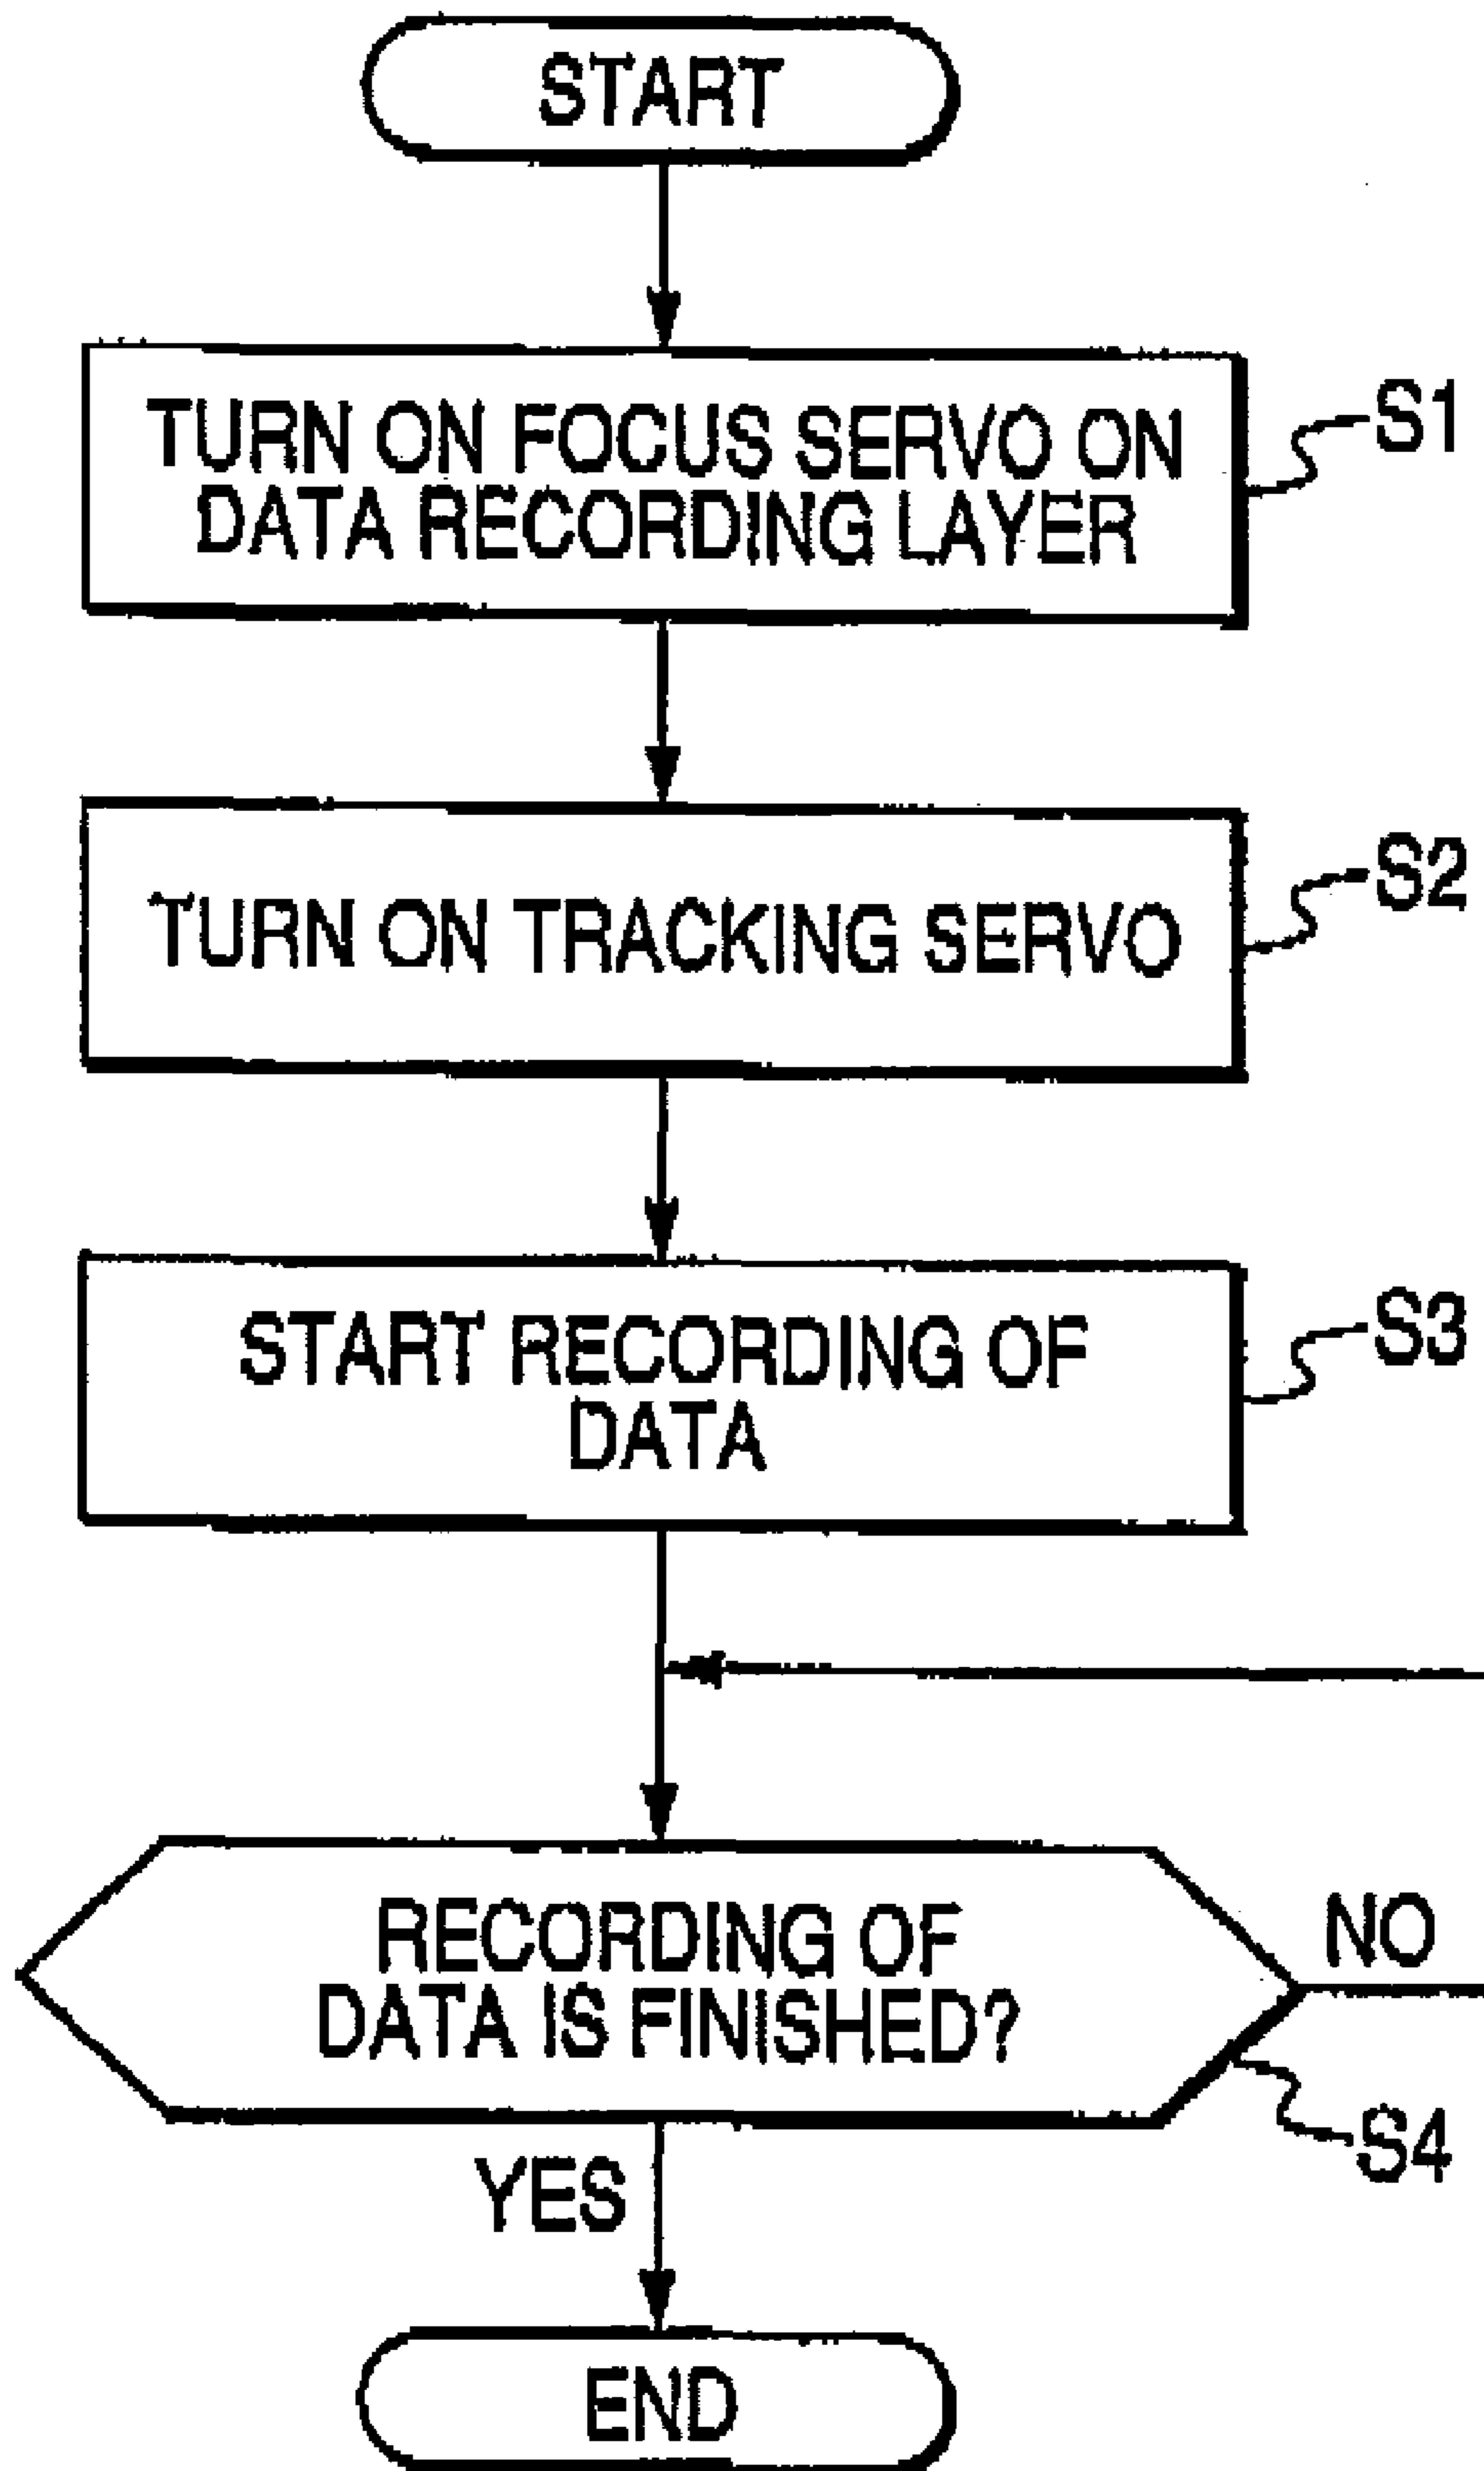 START
TURN ON FOCUS SERVO ON
DATA RECORDING LAYER
S1
TURN ON TRACKING SERVO
S2
START RECORDING OF
DATA
S3
RECORDING OF
DATA IS FINISHED?
NO
S4
YES
END